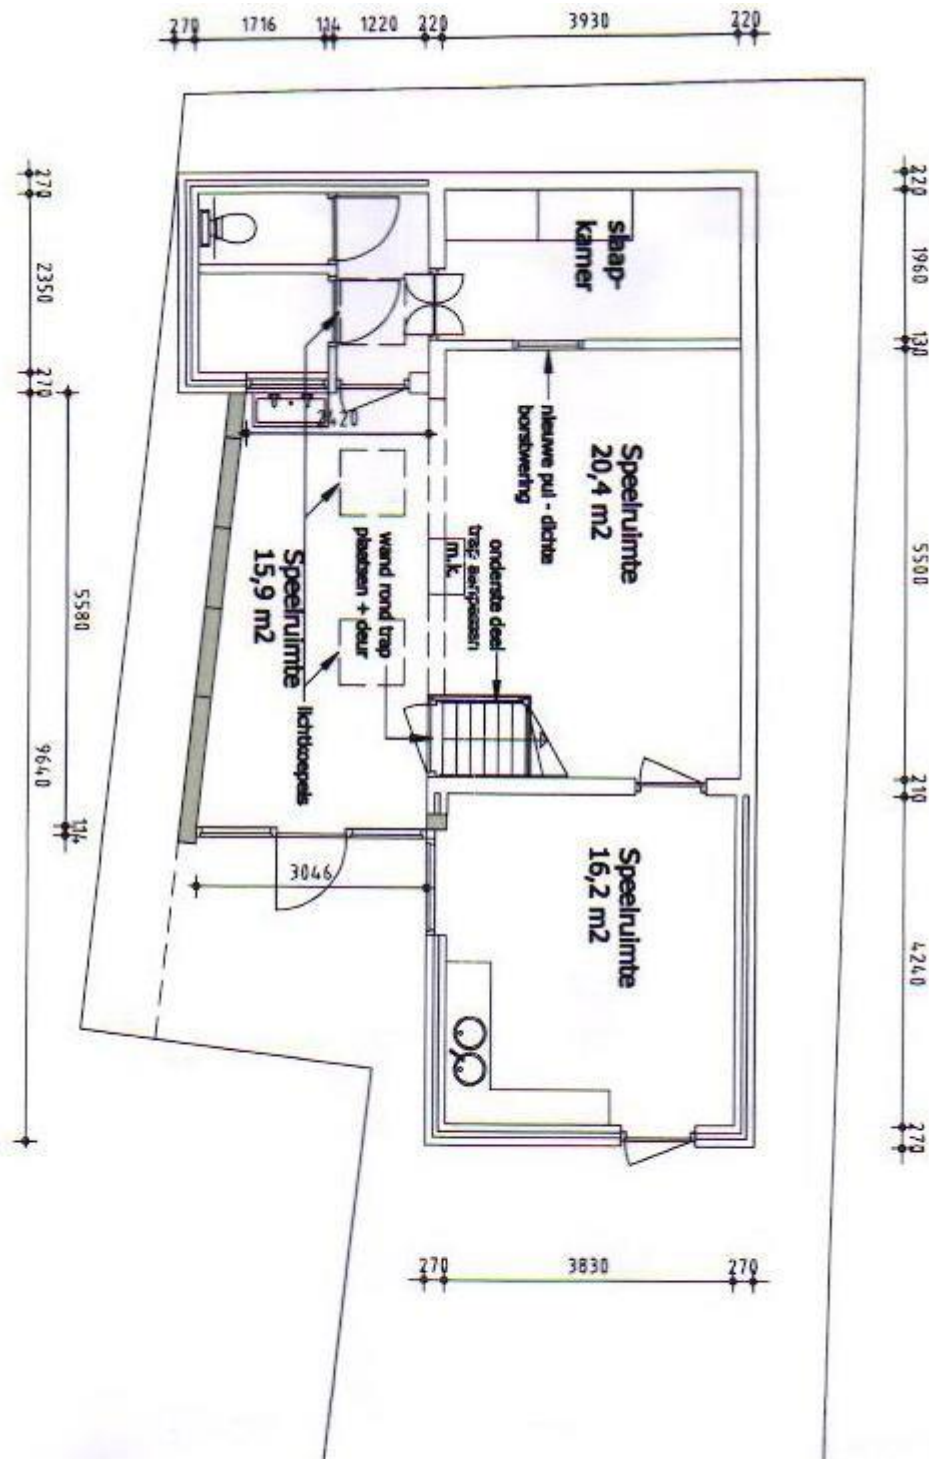 270 1716 114 1220 220 3930 220
270
2350
270
5580
114
9640
220
1960
130
5500
210
4240
270
slaap-
kamer
nieuwe pui - dichte
borstwering
Speelruimte
20,4 m2
2420
onderste deel
trap aanpassen
m.k.
wand rond trap
plaatsen + deur
Speelruimte
15,9 m2
lichtkoepels
3046
Speelruimte
16,2 m2
270 3830 270